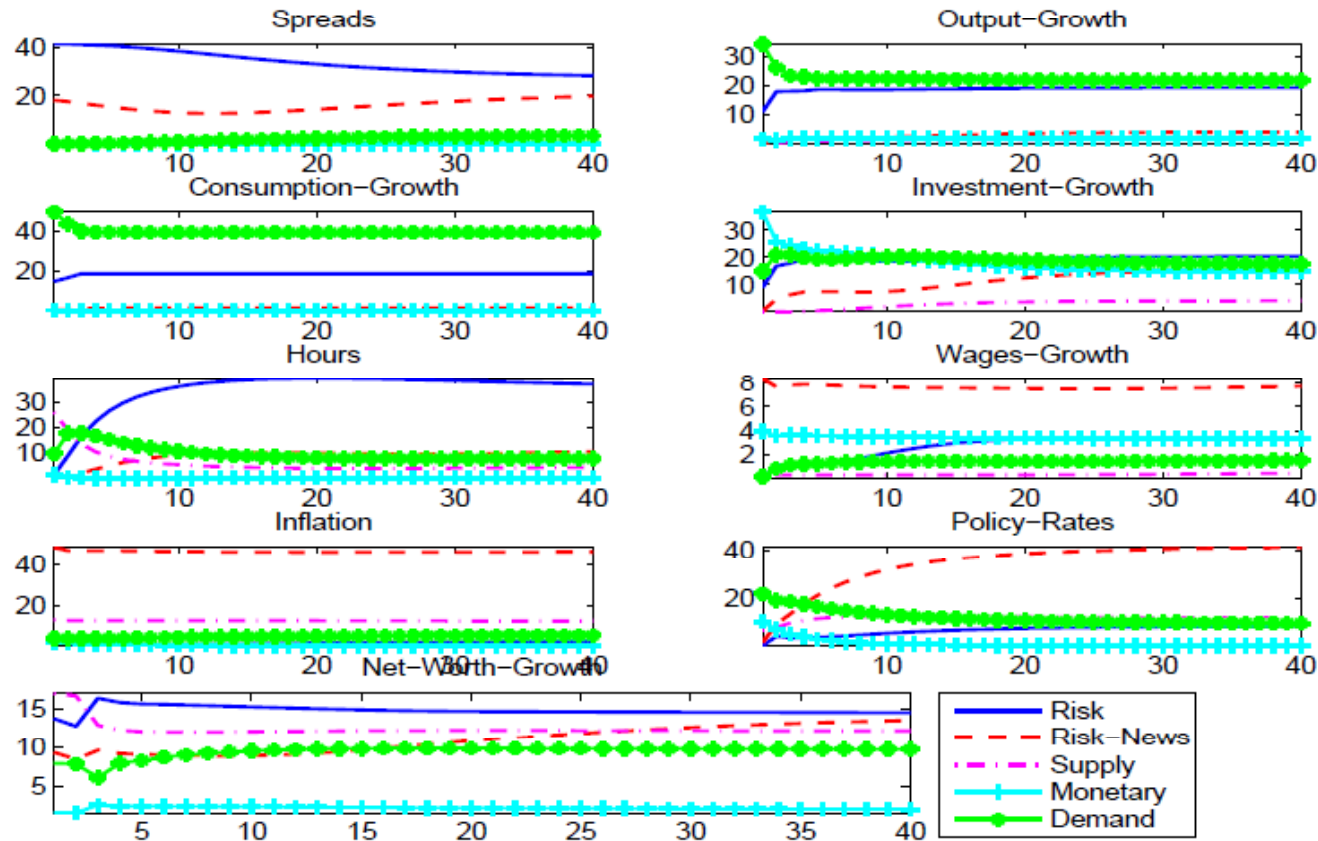 Spreads
40
20
10 20 30 40
Output-Growth
30
20
10
10 20 30 40
Consumption-Growth
40
20
10 20 30 40
Investment-Growth
30
20
10
10 20 30 40
Hours
30
20
10
10 20 30 40
Wages-Growth
8
6
4
2
10 20 30 40
Inflation
40
20
10 20 30 40
Policy-Rates
40
20
10 20 30 40
Net-Worth-Growth
15
10
5
5 10 15 20 25 30 35 40
Risk
Risk-News
Supply
Monetary
Demand